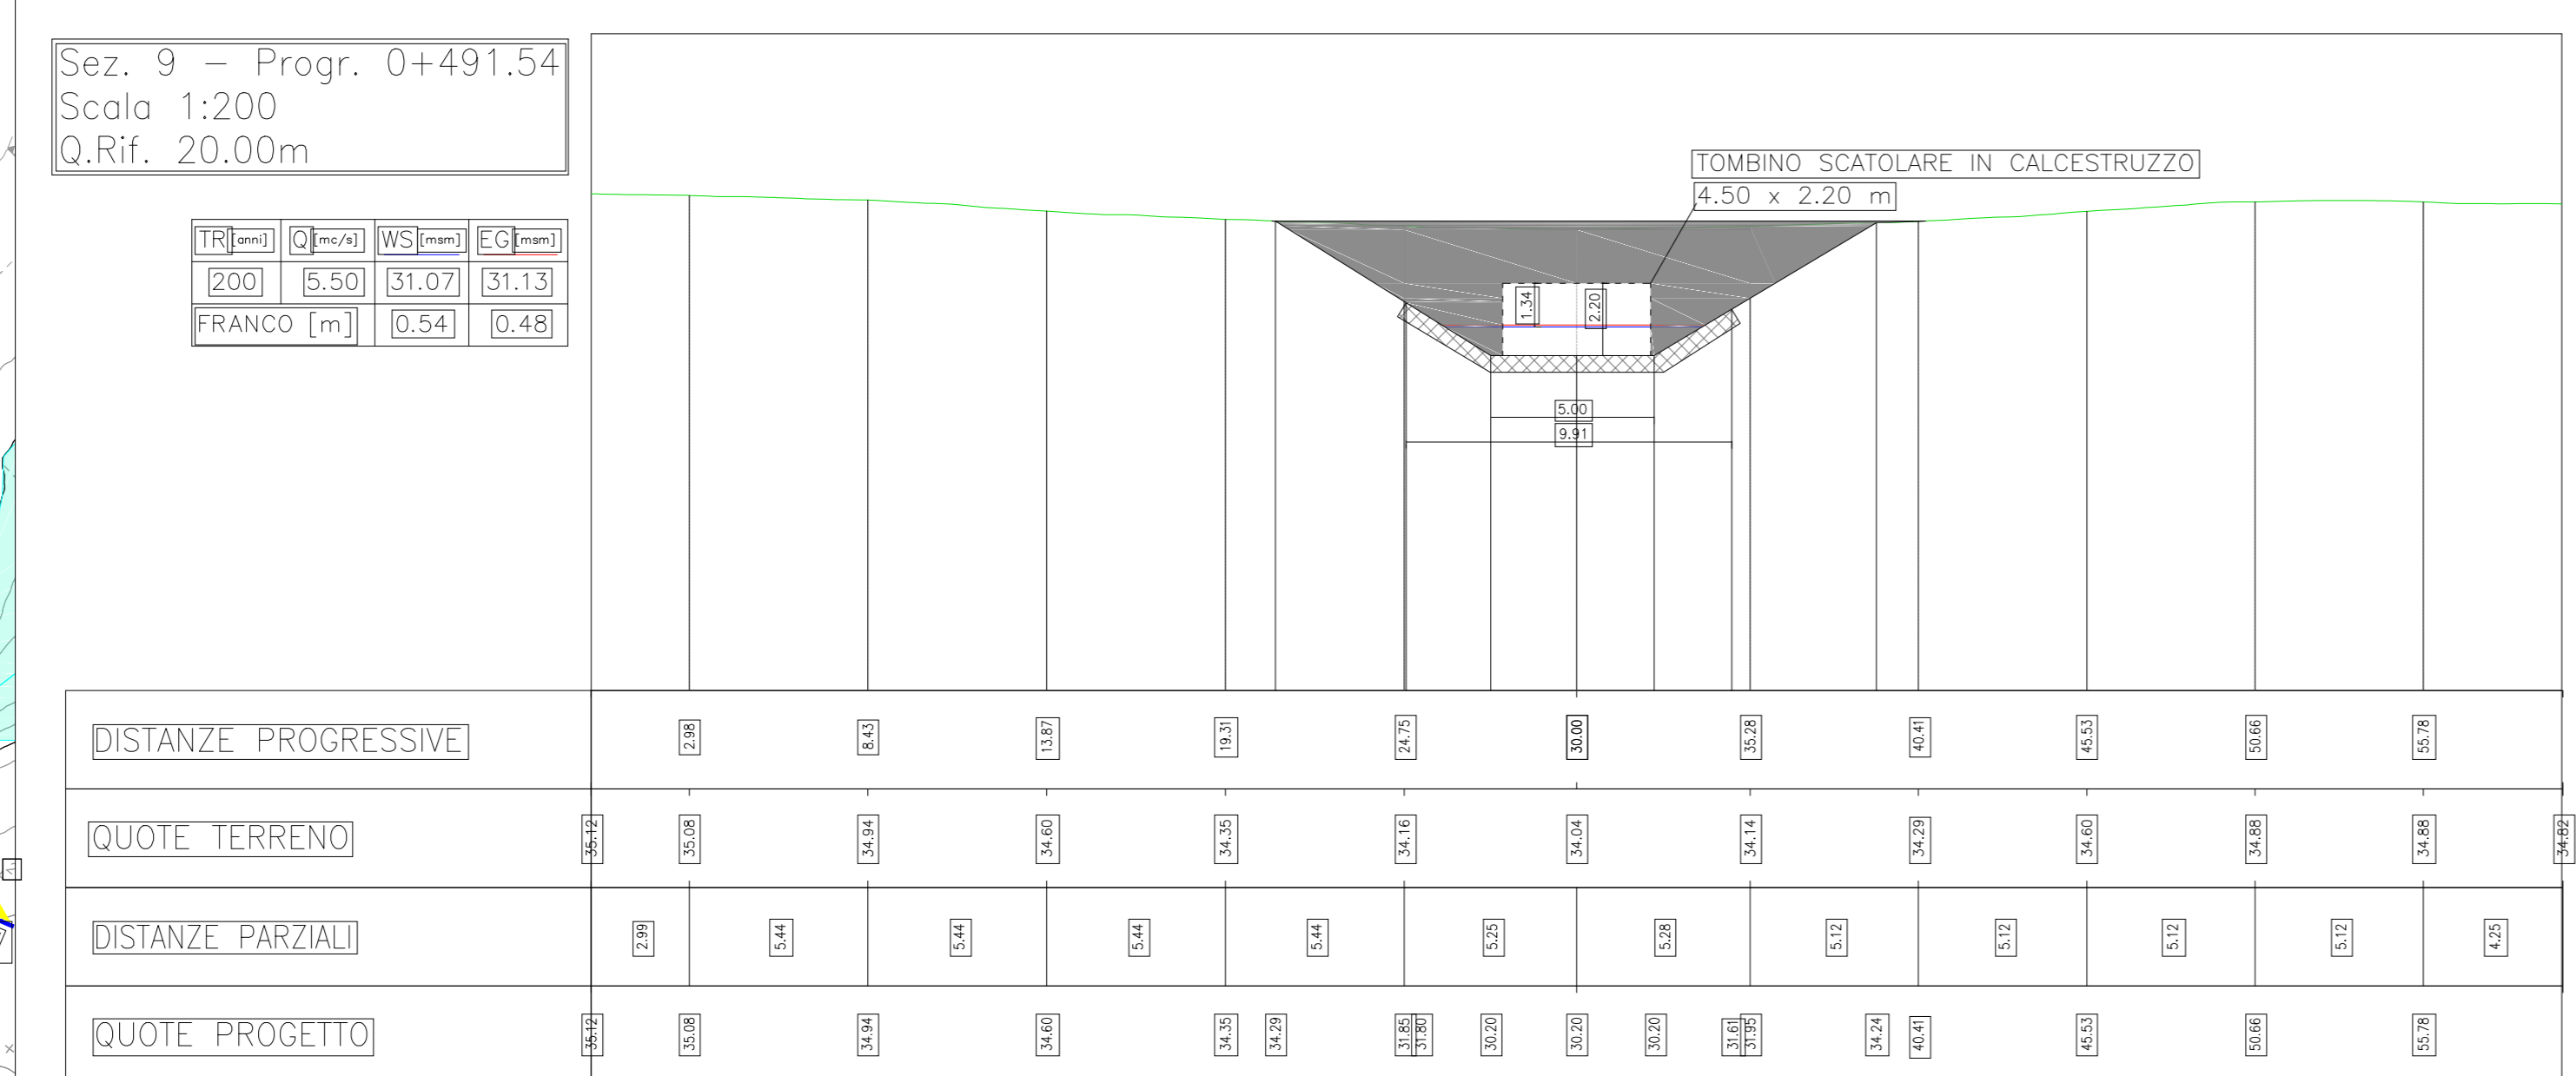 Sez. 9 - Progr. 0+491.54
Scala 1:200
Q.Rif. 20.00m
TR [anni] Q [mc/s] WS [msm] EG [msm]
200 5.50 31.07 31.13
FRANCO [m] 0.54 0.48
TOMBINO SCATOLARE IN CALCESTRUZZO
4.50 x 2.20 m
1.34 2.20
5.00
9.91
DISTANZE PROGRESSIVE 2.98 8.43 13.87 19.31 24.75 30.00 35.28 40.41 45.53 50.66 55.78
QUOTE TERRENO 35.12 35.08 34.94 34.60 34.35 34.16 34.04 34.14 34.29 34.60 34.88 34.88 34.82
DISTANZE PARZIALI 2.99 5.44 5.44 5.44 5.44 5.25 5.28 5.12 5.12 5.12 5.12 4.25
QUOTE PROGETTO 35.12 35.08 34.94 34.60 34.35 34.29 31.85 31.80 30.20 30.20 30.20 31.61 31.95 34.24 40.41 45.53 50.66 55.78